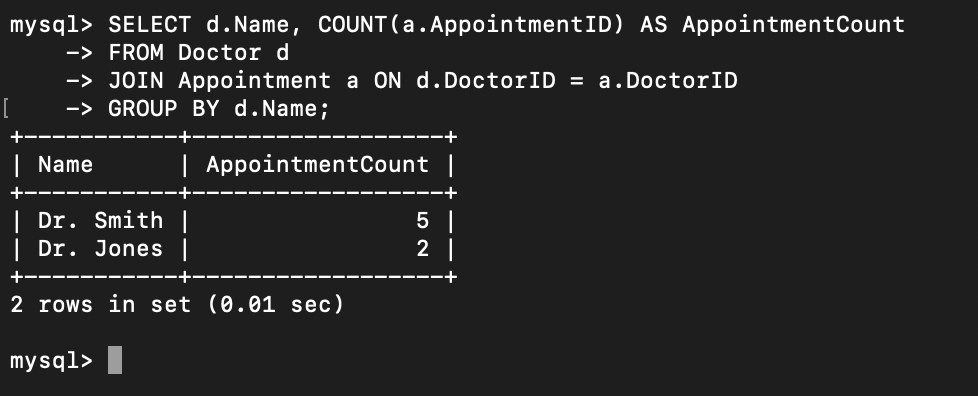 mysql> SELECT d.Name, COUNT(a.AppointmentID) AS AppointmentCount
    -> FROM Doctor d
    -> JOIN Appointment a ON d.DoctorID = a.DoctorID
[    -> GROUP BY d.Name;
+-----------+------------------+
| Name      | AppointmentCount |
+-----------+------------------+
| Dr. Smith |                5 |
| Dr. Jones |                2 |
+-----------+------------------+
2 rows in set (0.01 sec)
mysql>